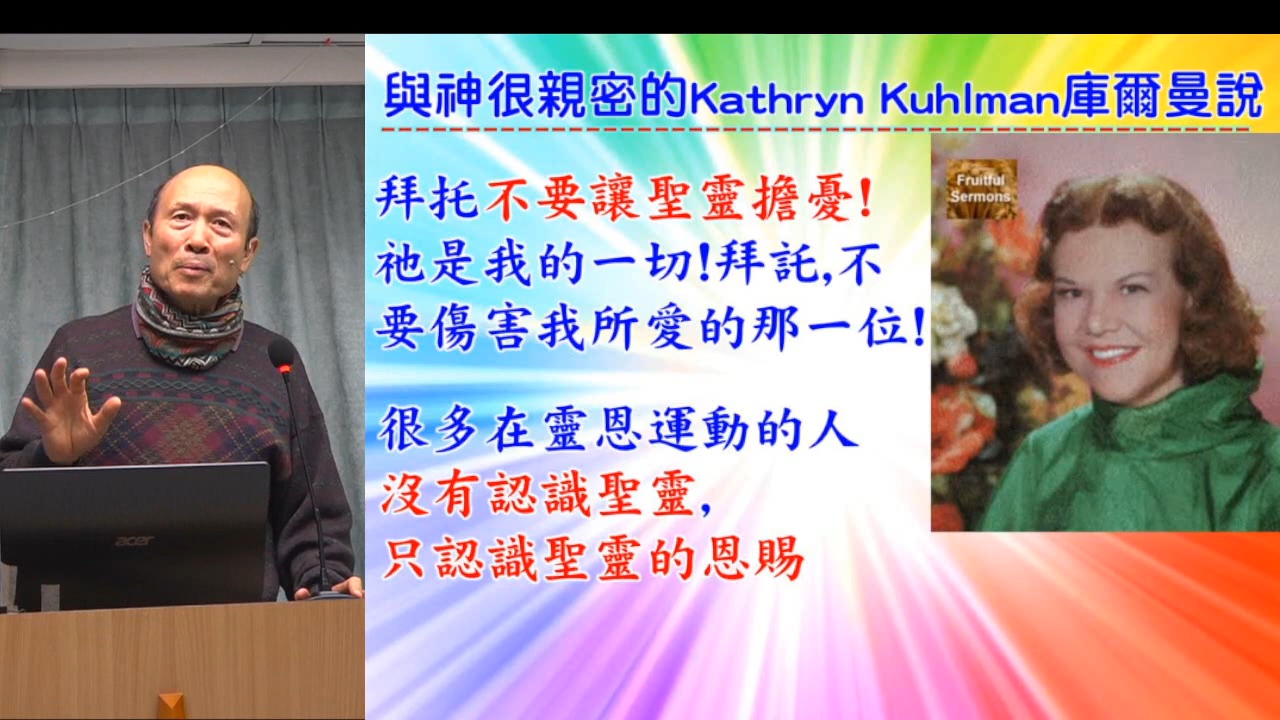 與神很親密的Kathryn Kuhlman庫爾曼說
拜托不要讓聖靈擔憂!
祂是我的一切!拜託,不
要傷害我所愛的那一位!
很多在靈恩運動的人
沒有認識聖靈,
只認識聖靈的恩賜
Fruitful
Sermons
acer